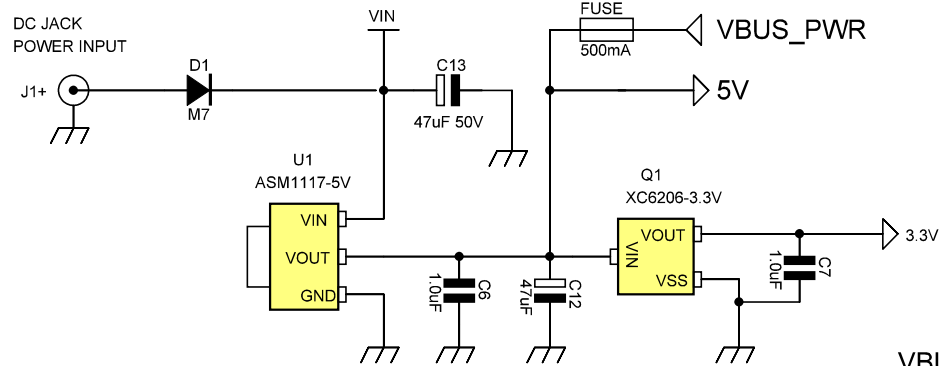 DC JACK
POWER INPUT
VIN
FUSE
500mA
VBUS_PWR
J1+
D1
M7
C13
47uF 50V
5V
U1
ASM1117-5V
VIN
VOUT
GND
C6
1.0uF
C12
47uF
Q1
XC6206-3.3V
VIN
VOUT
VSS
C7
1.0uF
3.3V